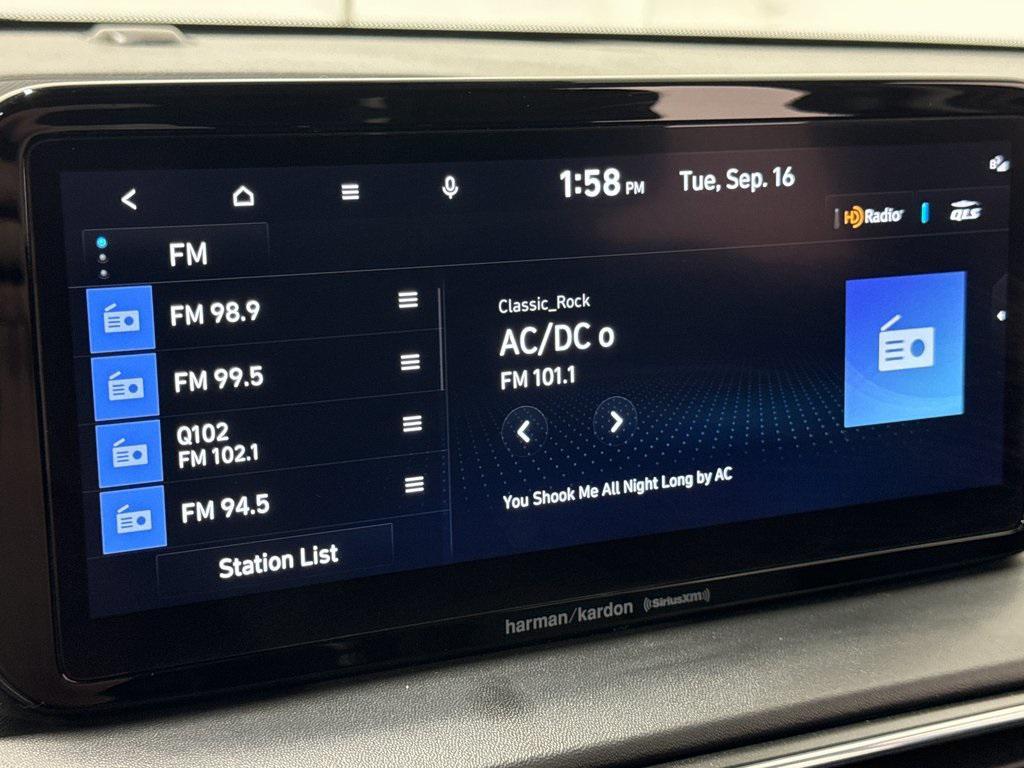 1:58 PM Tue, Sep. 16
HD Radio QLS
FM
FM 98.9
FM 99.5
Q102
FM 102.1
FM 94.5
Station List
Classic_Rock
AC/DC o
FM 101.1
You Shook Me All Night Long by AC
harman/kardon ((SiriusXM))